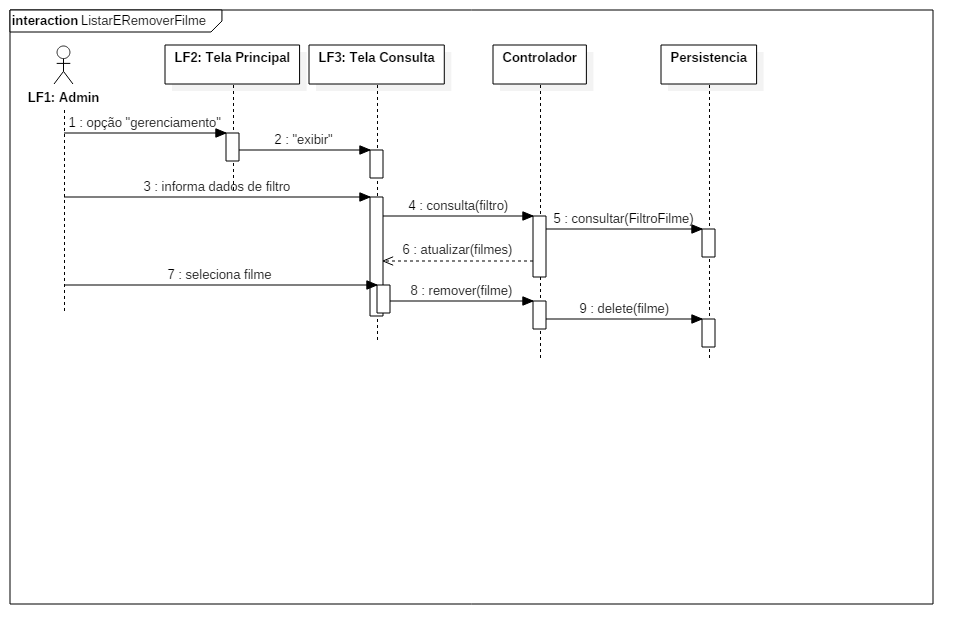 interaction ListarERemoverFilme
LF2: Tela Principal
LF3: Tela Consulta
Controlador
Persistencia
LF1: Admin
1 : opção "gerenciamento"
2 : "exibir"
3 : informa dados de filtro
4 : consulta(filtro)
5 : consultar(FiltroFilme)
6 : atualizar(filmes)
7 : seleciona filme
8 : remover(filme)
9 : delete(filme)